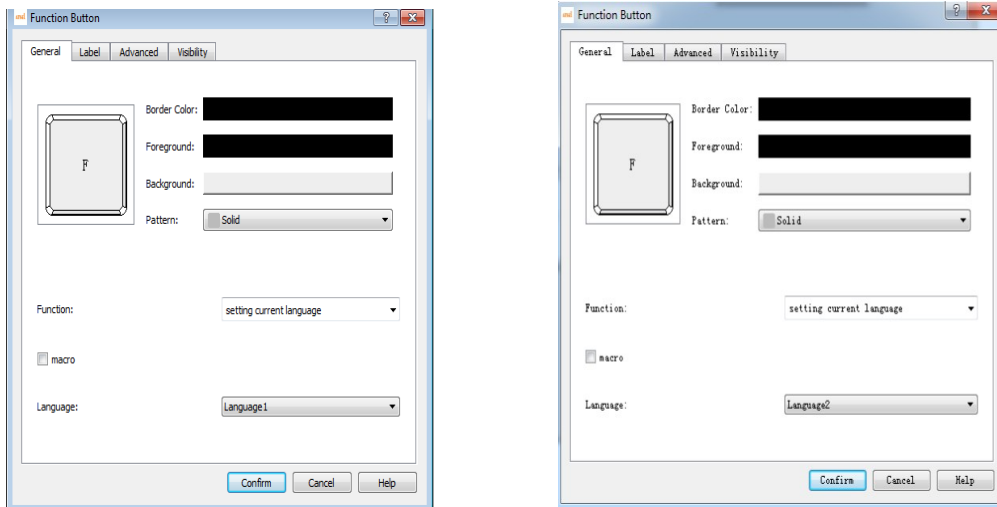 Function Button
General Label Advanced Visibility
Border Color:
F
Foreground:
Background:
Pattern: Solid
Function: setting current language
macro
Language: Language1
Confirm Cancel Help
Function Button
General Label Advanced Visibility
Border Color:
F
Foreground:
Background:
Pattern: Solid
Function: setting current language
macro
Language: Language2
Confirm Cancel Help